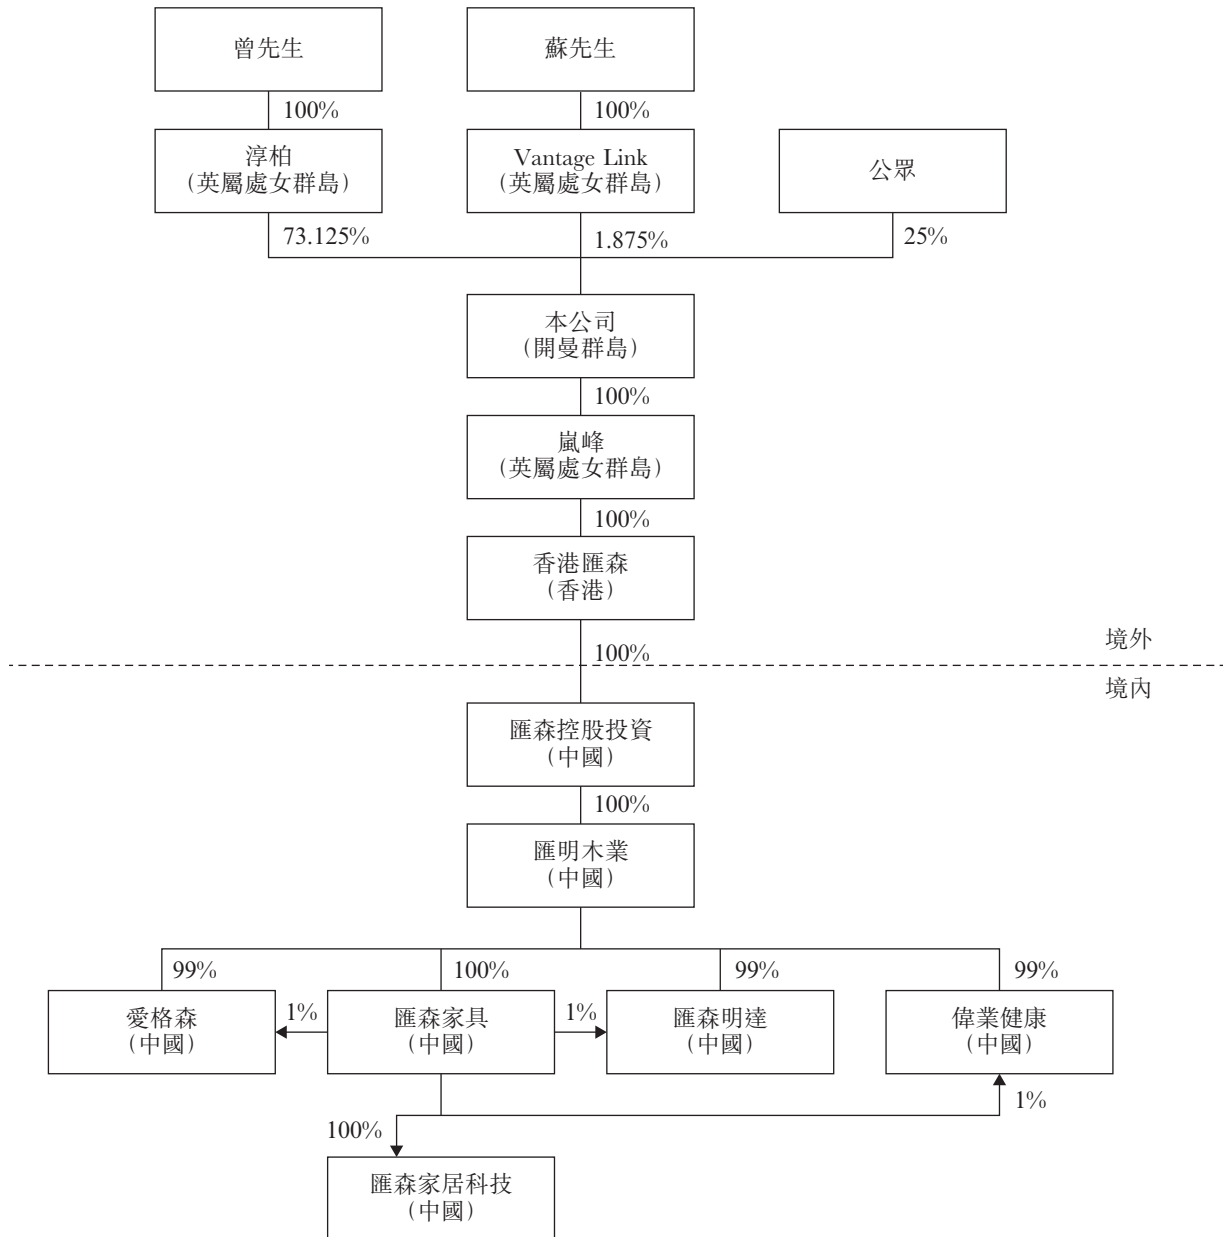 曾先生
蘇先生
100%
100%
淳柏
（英屬處女群島）
Vantage Link
（英屬處女群島）
公眾
73.125%
1.875%
25%
本公司
（開曼群島）
100%
嵐峰
（英屬處女群島）
100%
香港匯森
（香港）
境外
100%
境內
匯森控股投資
（中國）
100%
匯明木業
（中國）
99%
100%
99%
99%
愛格森
（中國）
1%
匯森家具
（中國）
1%
匯森明達
（中國）
偉業健康
（中國）
1%
100%
匯森家居科技
（中國）